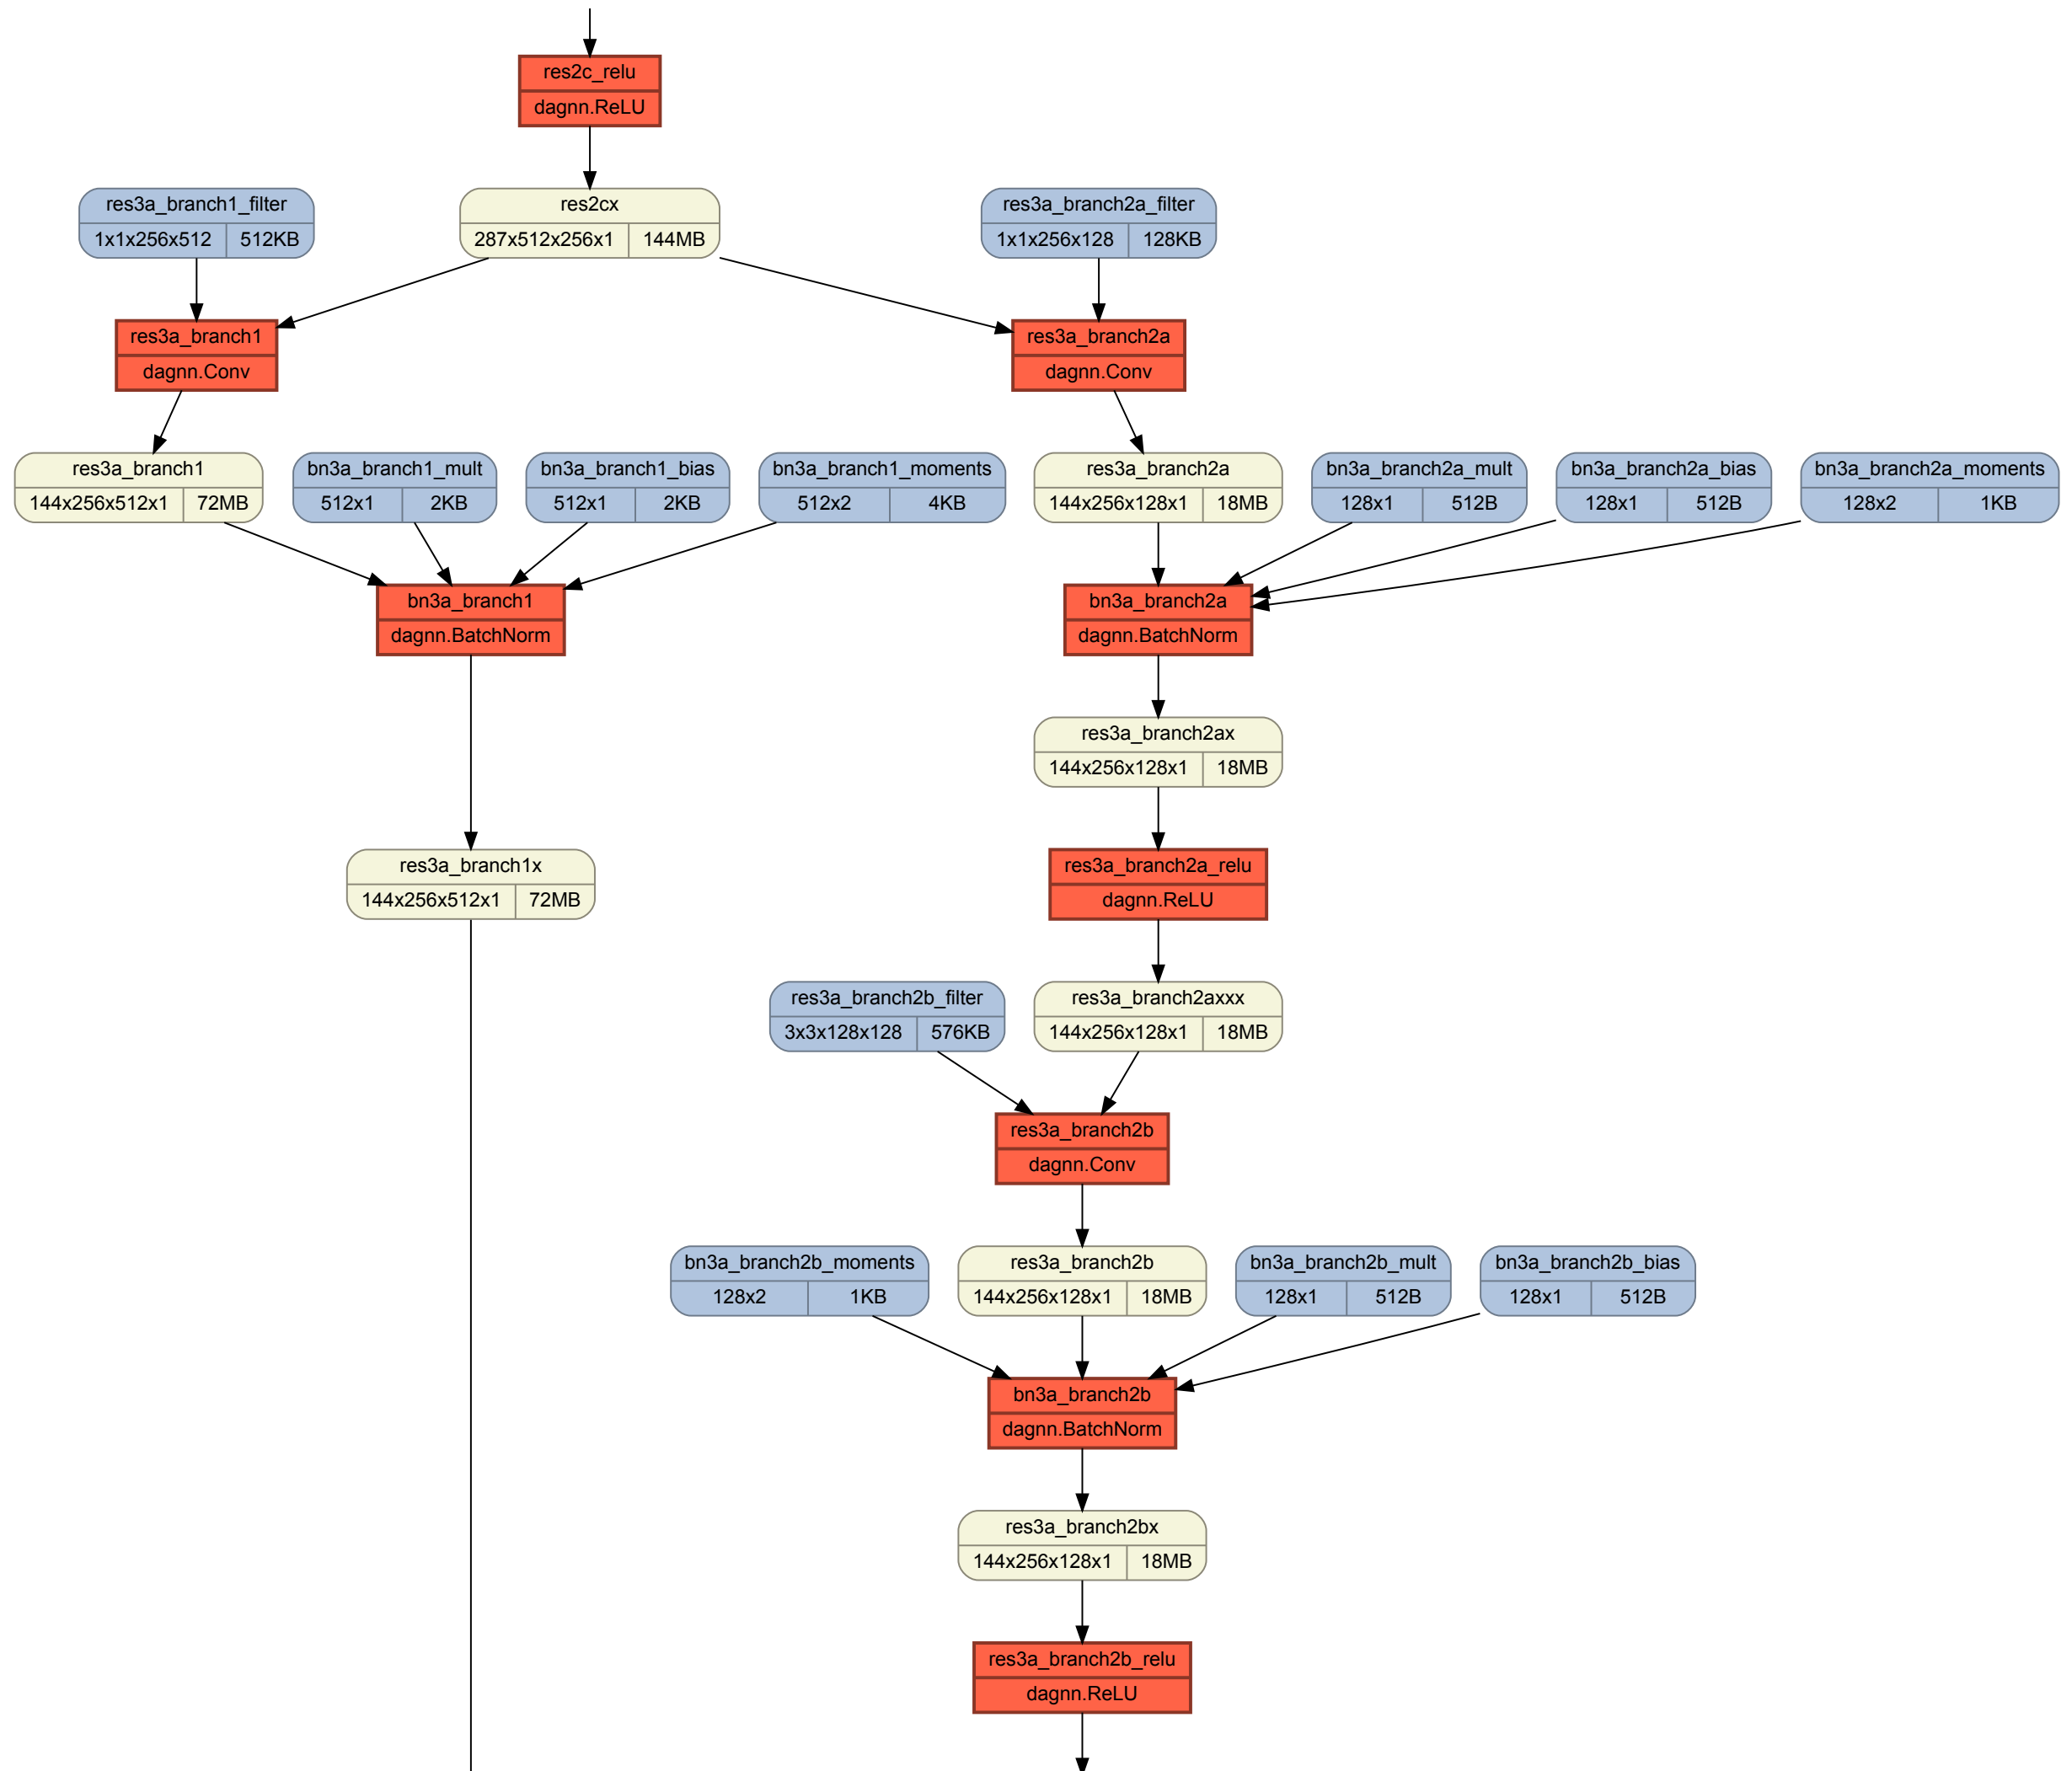 res2c_relu
dagnn.ReLU
res3a_branch1_filter
1x1x256x512 512KB
res2cx
287x512x256x1 144MB
res3a_branch2a_filter
1x1x256x128 128KB
res3a_branch1
dagnn.Conv
res3a_branch2a
dagnn.Conv
res3a_branch1
144x256x512x1 72MB
bn3a_branch1_mult
512x1 2KB
bn3a_branch1_bias
512x1 2KB
bn3a_branch1_moments
512x2 4KB
res3a_branch2a
144x256x128x1 18MB
bn3a_branch2a_mult
128x1 512B
bn3a_branch2a_bias
128x1 512B
bn3a_branch2a_moments
128x2 1KB
bn3a_branch1
dagnn.BatchNorm
bn3a_branch2a
dagnn.BatchNorm
res3a_branch2ax
144x256x128x1 18MB
res3a_branch1x
144x256x512x1 72MB
res3a_branch2a_relu
dagnn.ReLU
res3a_branch2b_filter
3x3x128x128 576KB
res3a_branch2axxx
144x256x128x1 18MB
res3a_branch2b
dagnn.Conv
bn3a_branch2b_moments
128x2 1KB
res3a_branch2b
144x256x128x1 18MB
bn3a_branch2b_mult
128x1 512B
bn3a_branch2b_bias
128x1 512B
bn3a_branch2b
dagnn.BatchNorm
res3a_branch2bx
144x256x128x1 18MB
res3a_branch2b_relu
dagnn.ReLU